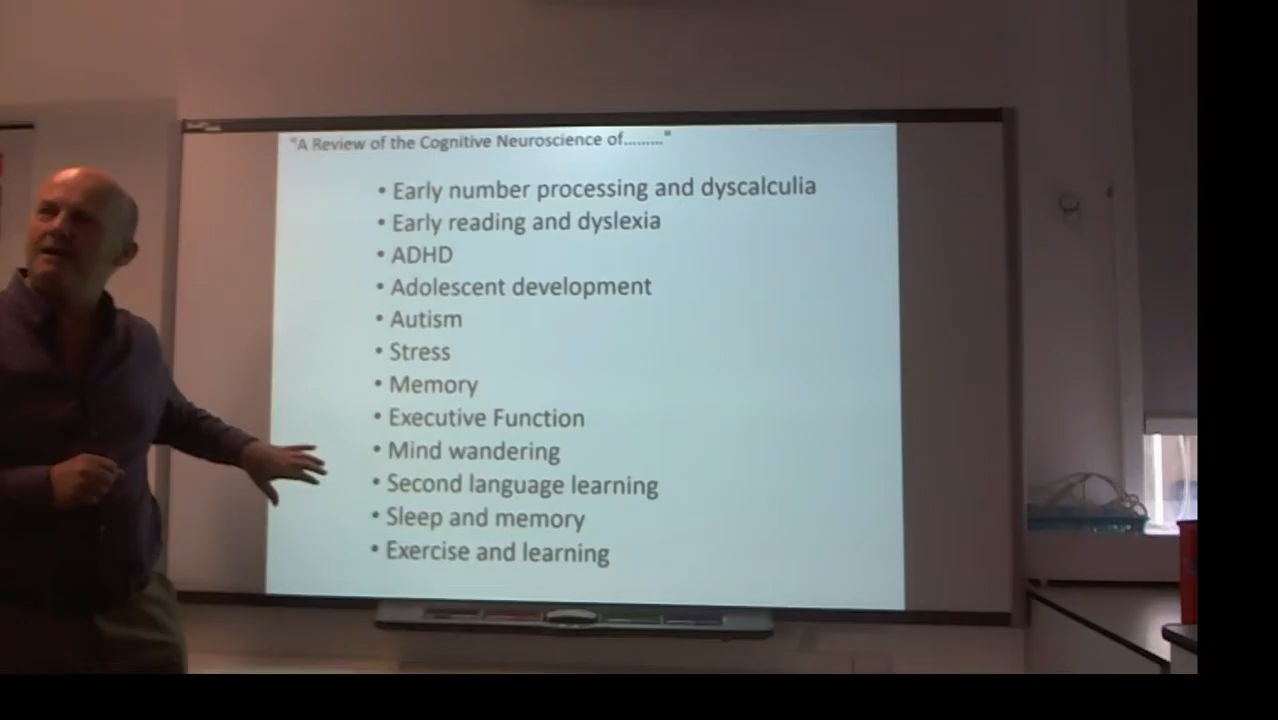 "A Review of the Cognitive Neuroscience of........."
• Early number processing and dyscalculia
• Early reading and dyslexia
• ADHD
• Adolescent development
• Autism
• Stress
• Memory
• Executive Function
• Mind wandering
• Second language learning
• Sleep and memory
• Exercise and learning